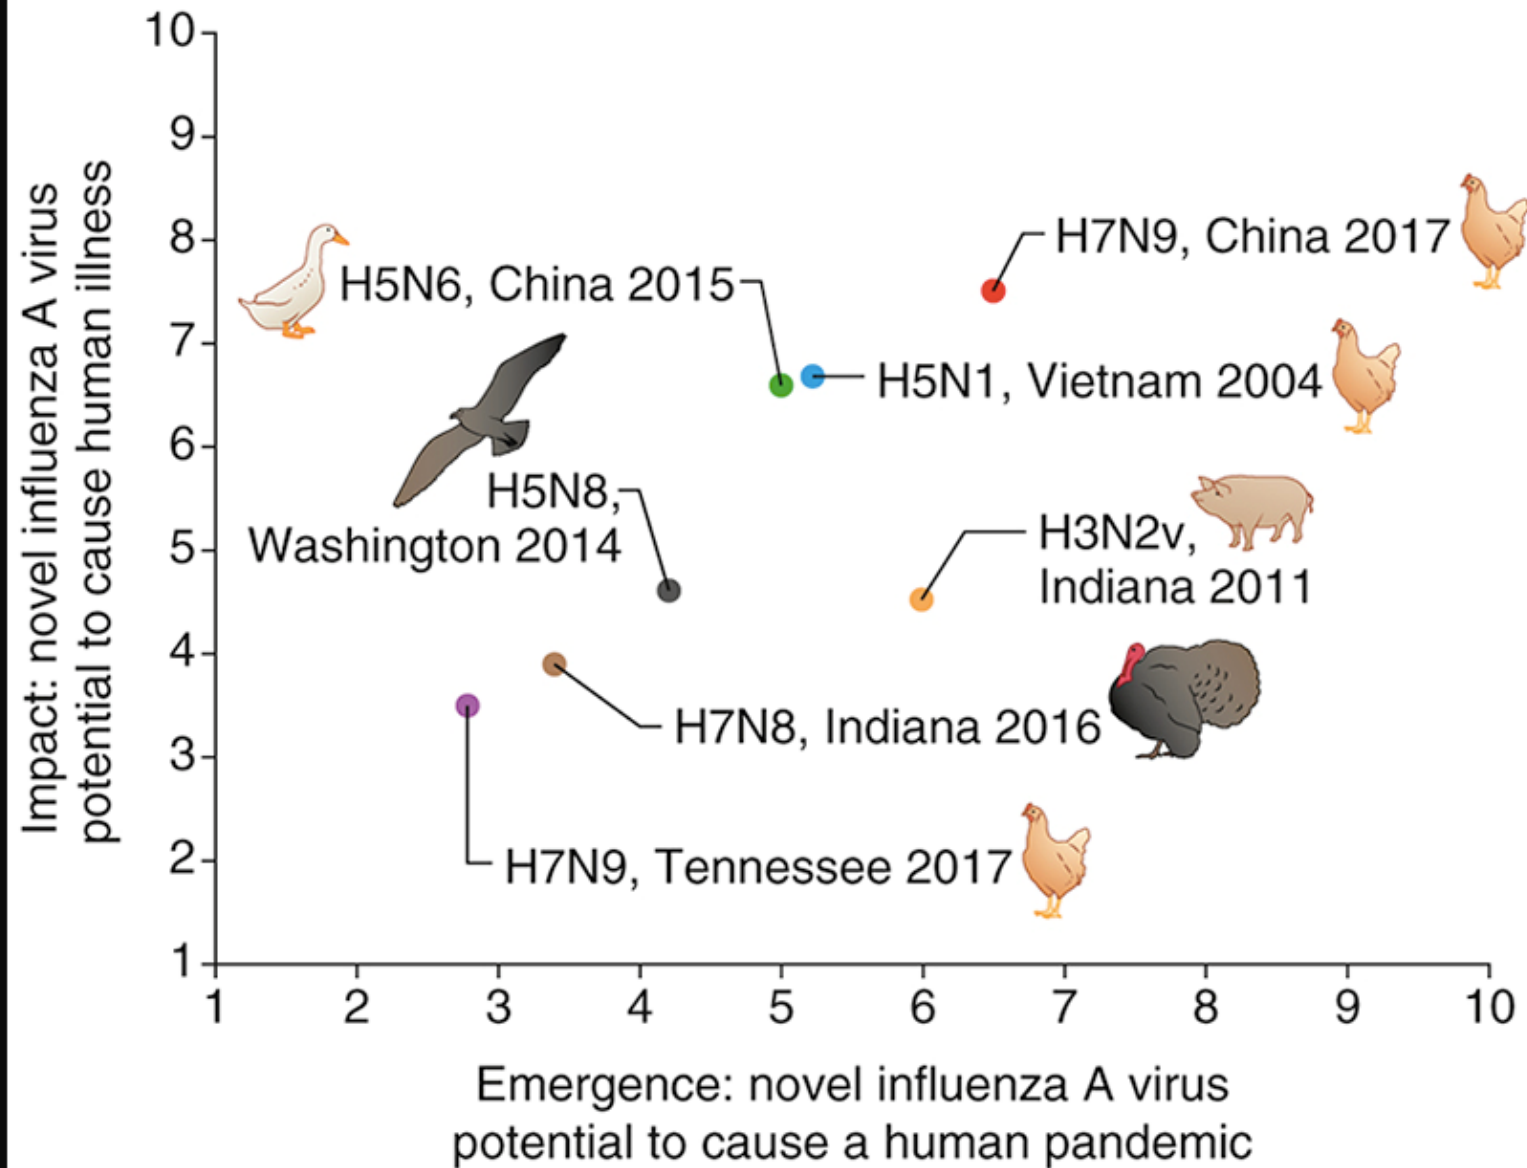 Impact: novel influenza A virus
potential to cause human illness
10
9
8
7
6
5
4
3
2
1
H7N9, China 2017
H5N6, China 2015
H5N1, Vietnam 2004
H5N8,
Washington 2014
H3N2v,
Indiana 2011
H7N8, Indiana 2016
H7N9, Tennessee 2017
1 2 3 4 5 6 7 8 9 10
Emergence: novel influenza A virus
potential to cause a human pandemic